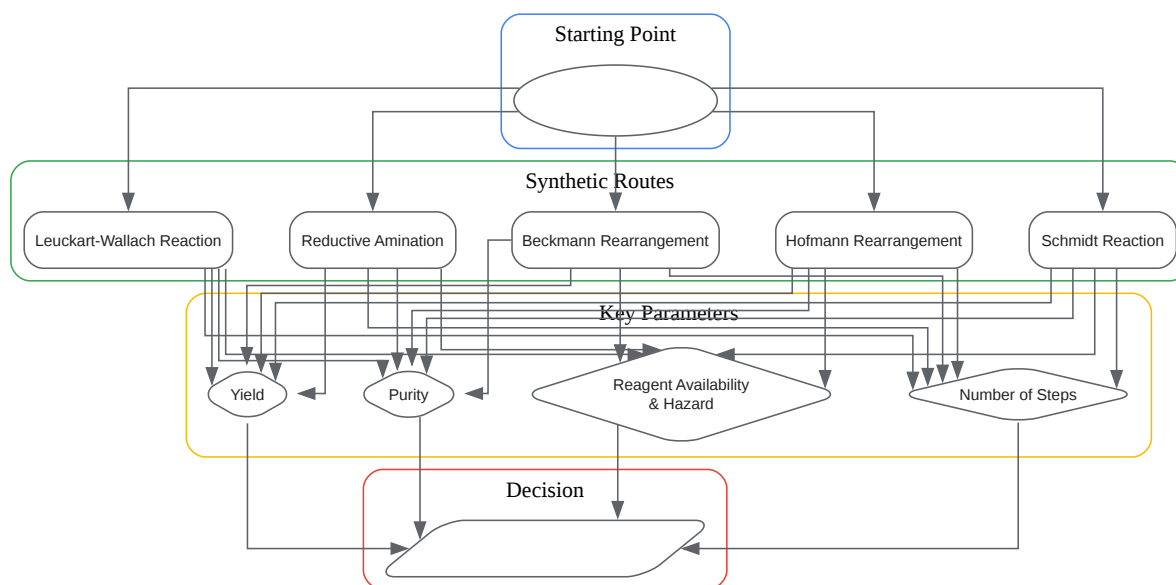 Starting Point
Synthetic Routes
Leuckart-Wallach Reaction
Reductive Amination
Beckmann Rearrangement
Hofmann Rearrangement
Schmidt Reaction
Key Parameters
Yield
Purity
Reagent Availability
& Hazard
Number of Steps
Decision